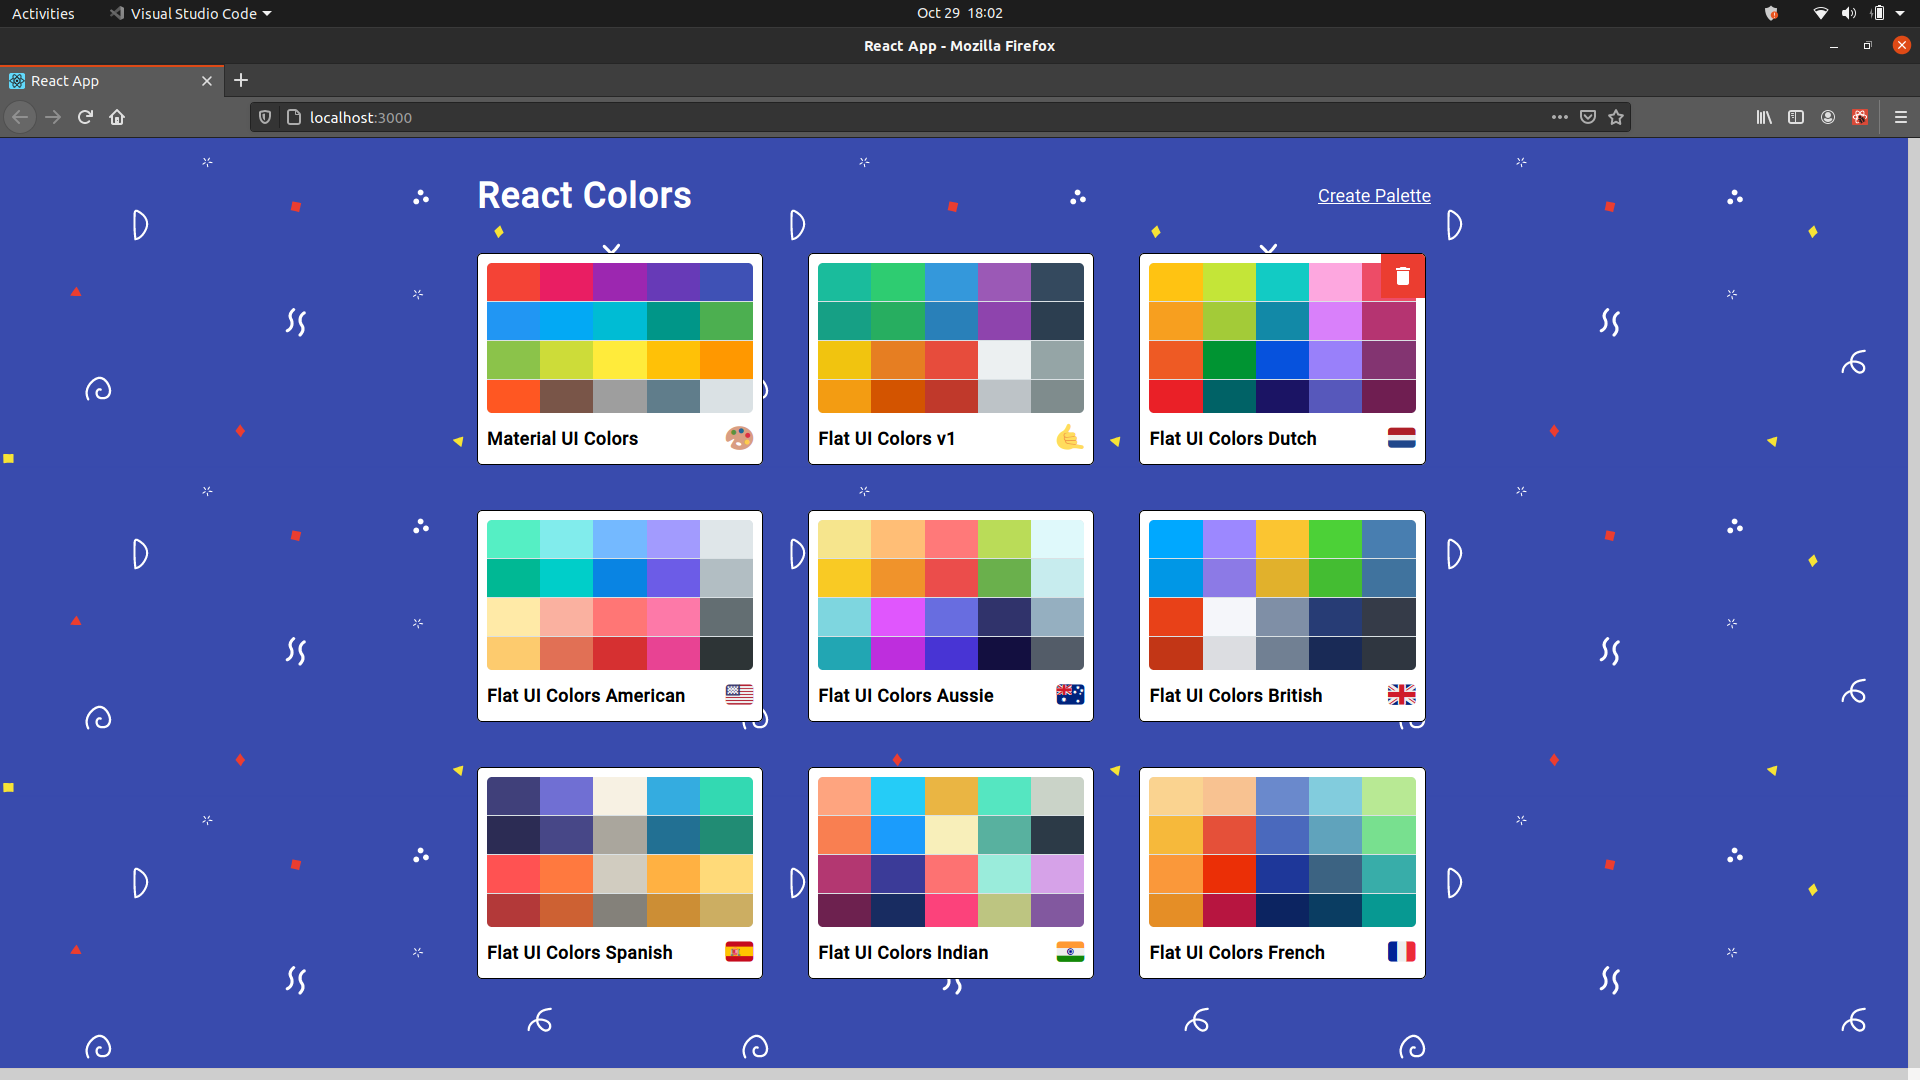 Activities
Visual Studio Code
Oct 29 18:02
React App - Mozilla Firefox
React App
localhost:3000
React Colors
Create Palette
Material UI Colors
Flat UI Colors v1
Flat UI Colors Dutch
Flat UI Colors American
Flat UI Colors Aussie
Flat UI Colors British
Flat UI Colors Spanish
Flat UI Colors Indian
Flat UI Colors French